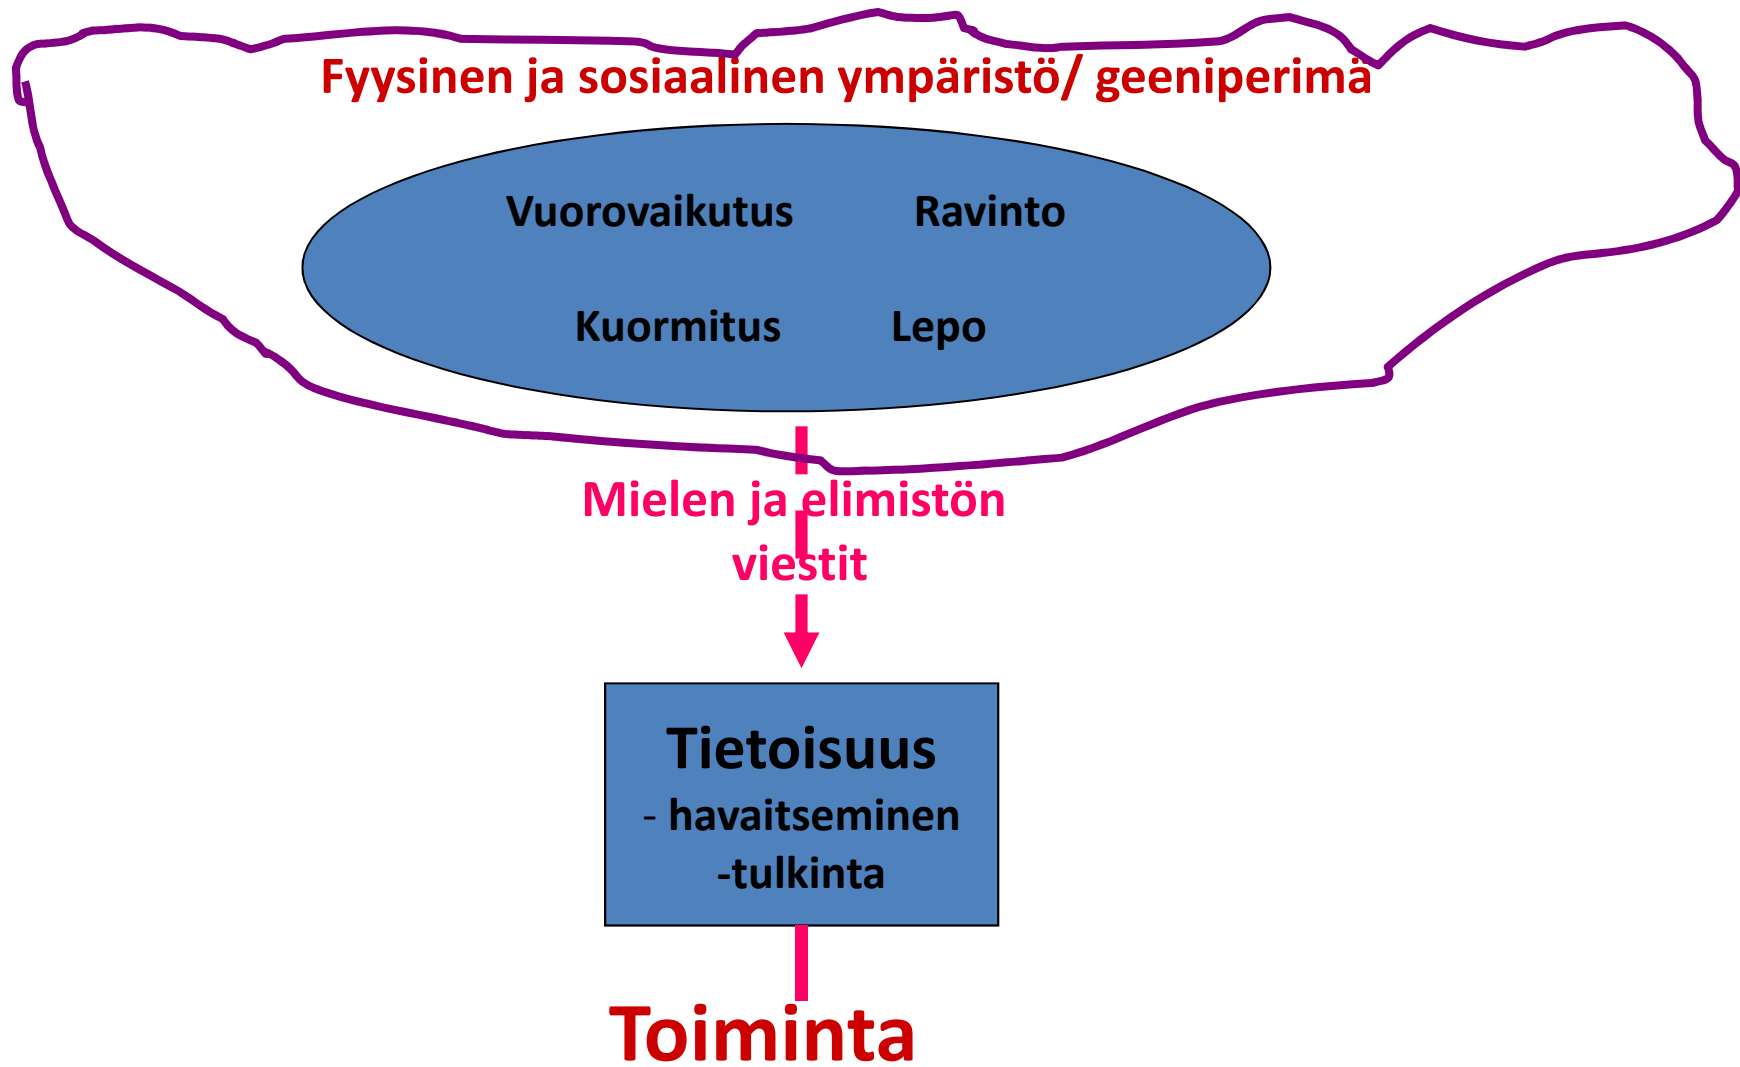 Fyysinen ja sosiaalinen ympäristö/ geeniperimä
Vuorovaikutus Ravinto
Kuormitus Lepo
Mielen ja elimistön
viestit
Tietoisuus
- havaitseminen
-tulkinta
Toiminta